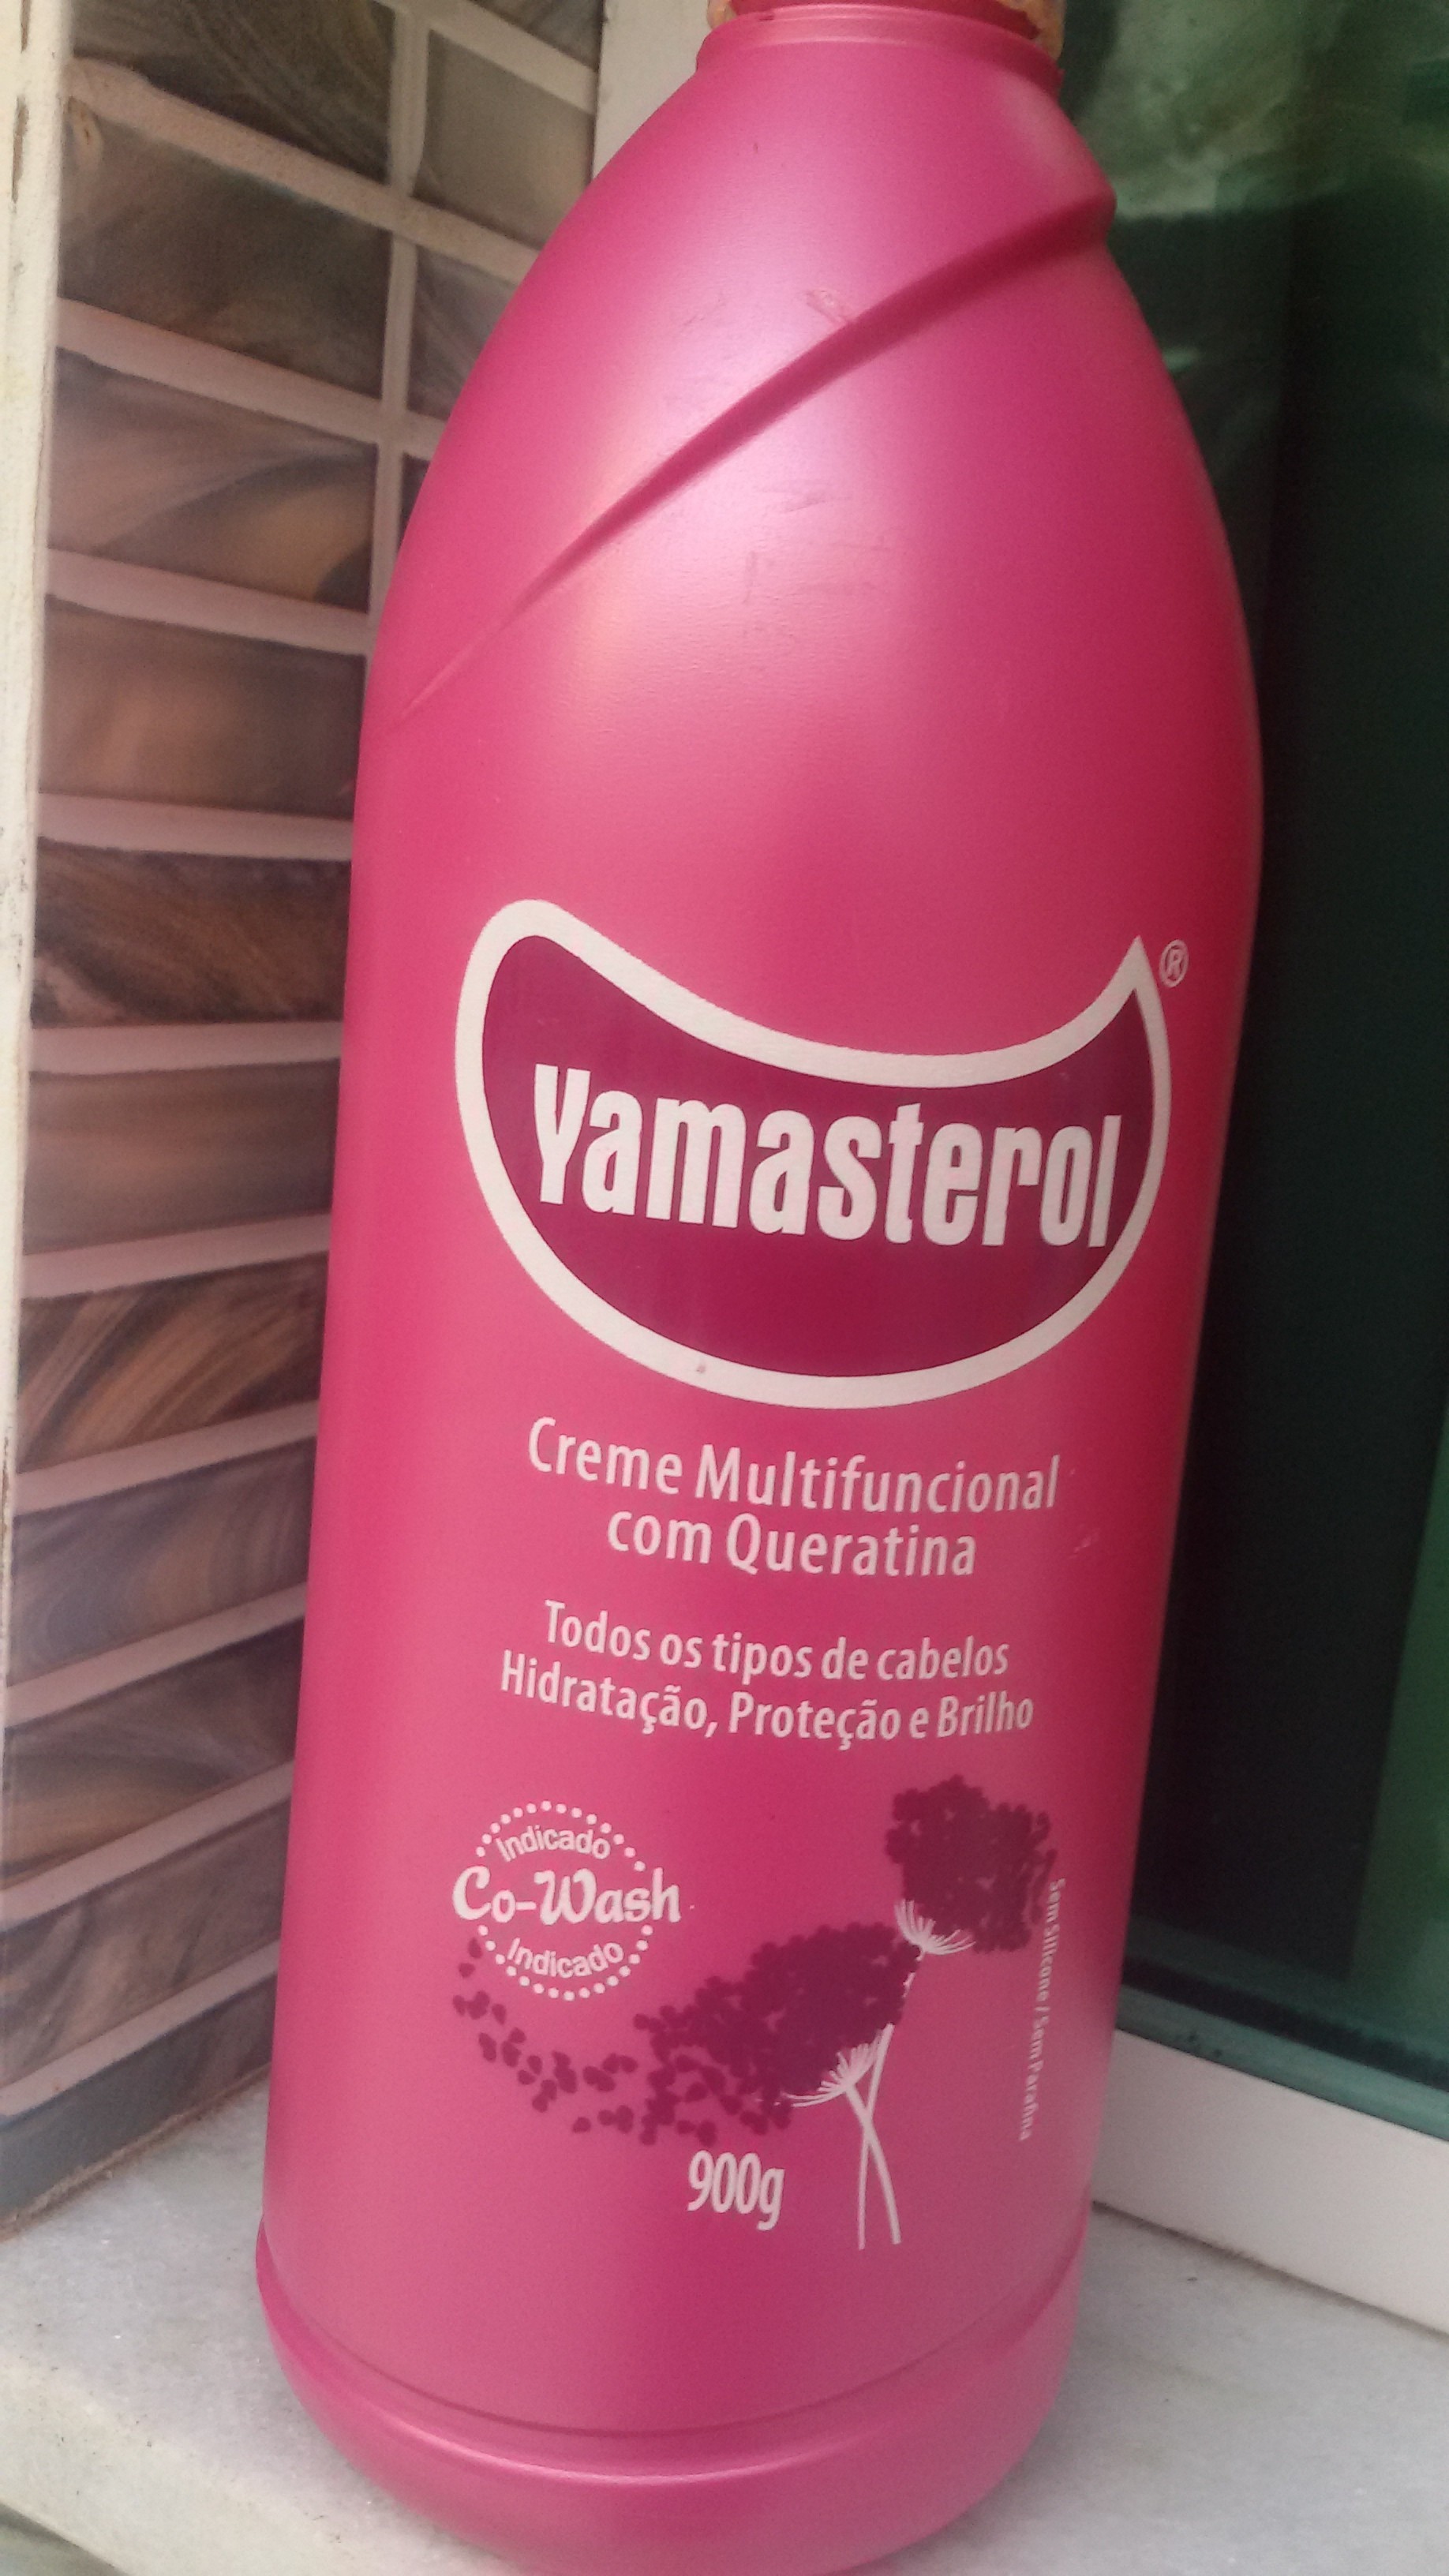 Yamasterol®
Creme Multifuncional
com Queratina
Todos os tipos de cabelos
Hidratação, Proteção e Brilho
Indicado
Co-Wash
Indicado
Sem Silicone / Sem Parafina
900g